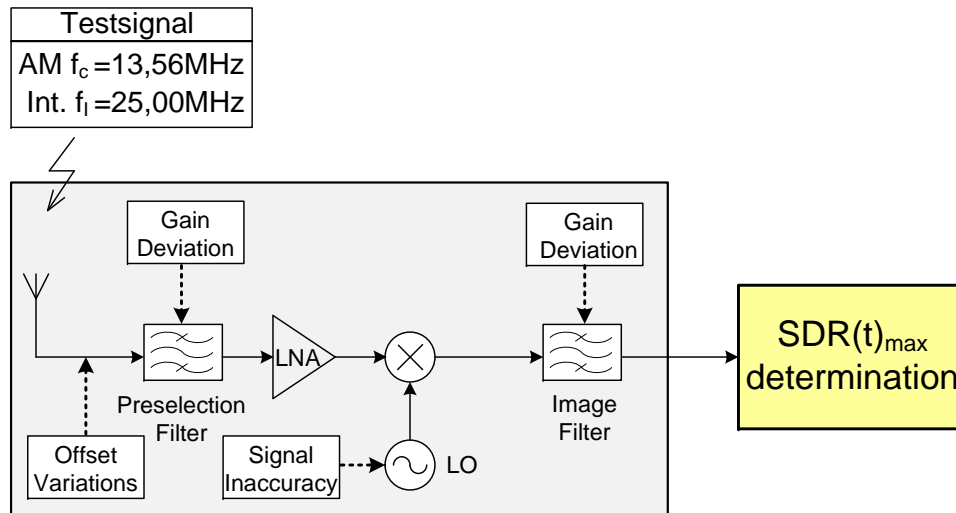 Testsignal
AM fc =13,56MHz
Int. fI =25,00MHz
Gain
Deviation
Gain
Deviation
LNA
Preselection
Filter
Image
Filter
Offset
Variations
Signal
Inaccuracy
LO
SDR(t)max
determination